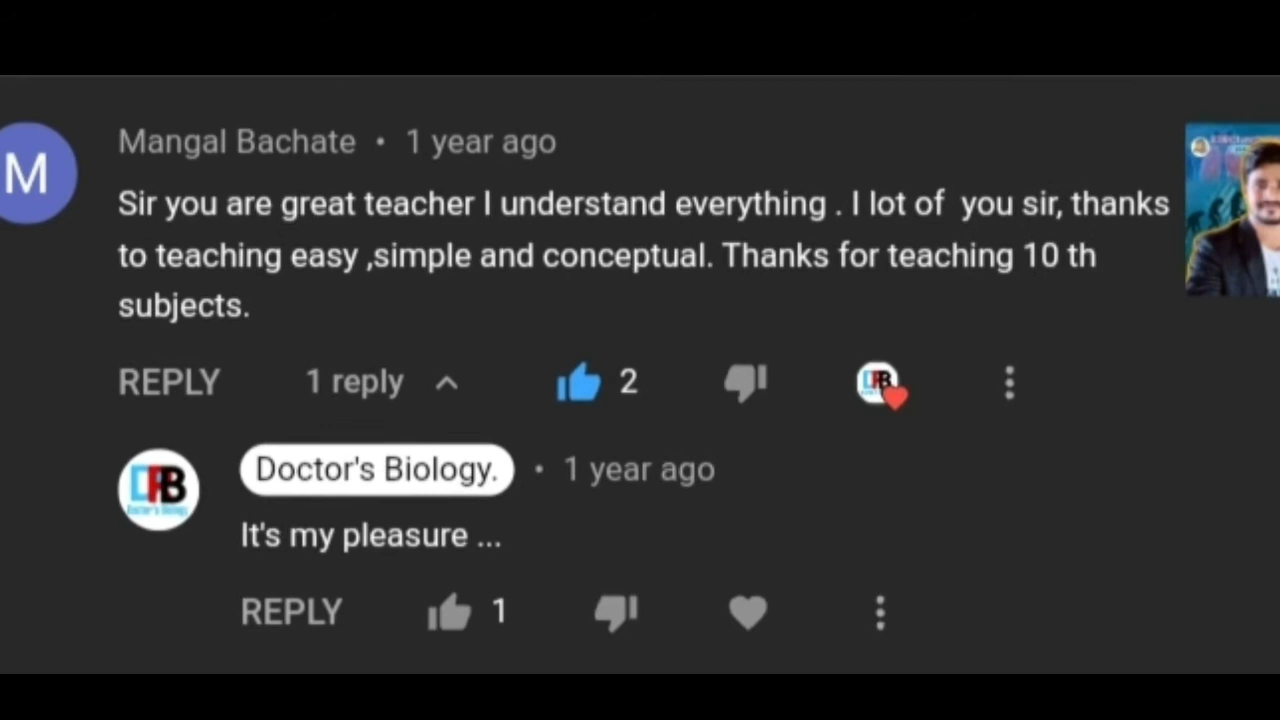 M
Mangal Bachate • 1 year ago
Sir you are great teacher I understand everything . I lot of  you sir, thanks
to teaching easy ,simple and conceptual. Thanks for teaching 10 th
subjects.
REPLY 1 reply 2
Doctor's Biology. • 1 year ago
It's my pleasure ...
REPLY 1